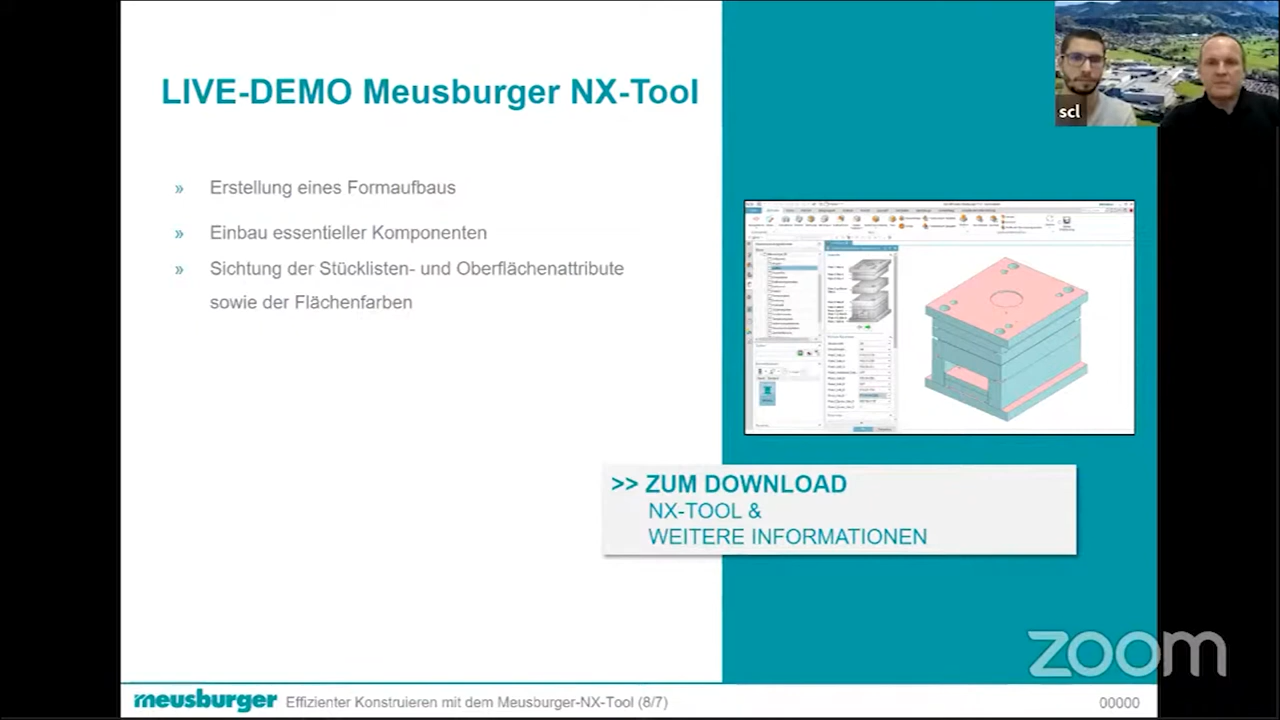 LIVE-DEMO Meusburger NX-Tool
scl
» Erstellung eines Formaufbaus
» Einbau essentieller Komponenten
» Sichtung der Stücklisten- und Oberflächenattribute
sowie der Flächenfarben
>> ZUM DOWNLOAD
NX-TOOL &
WEITERE INFORMATIONEN
zoom
meusburger Effizienter Konstruieren mit dem Meusburger-NX-Tool (8/7) 00000